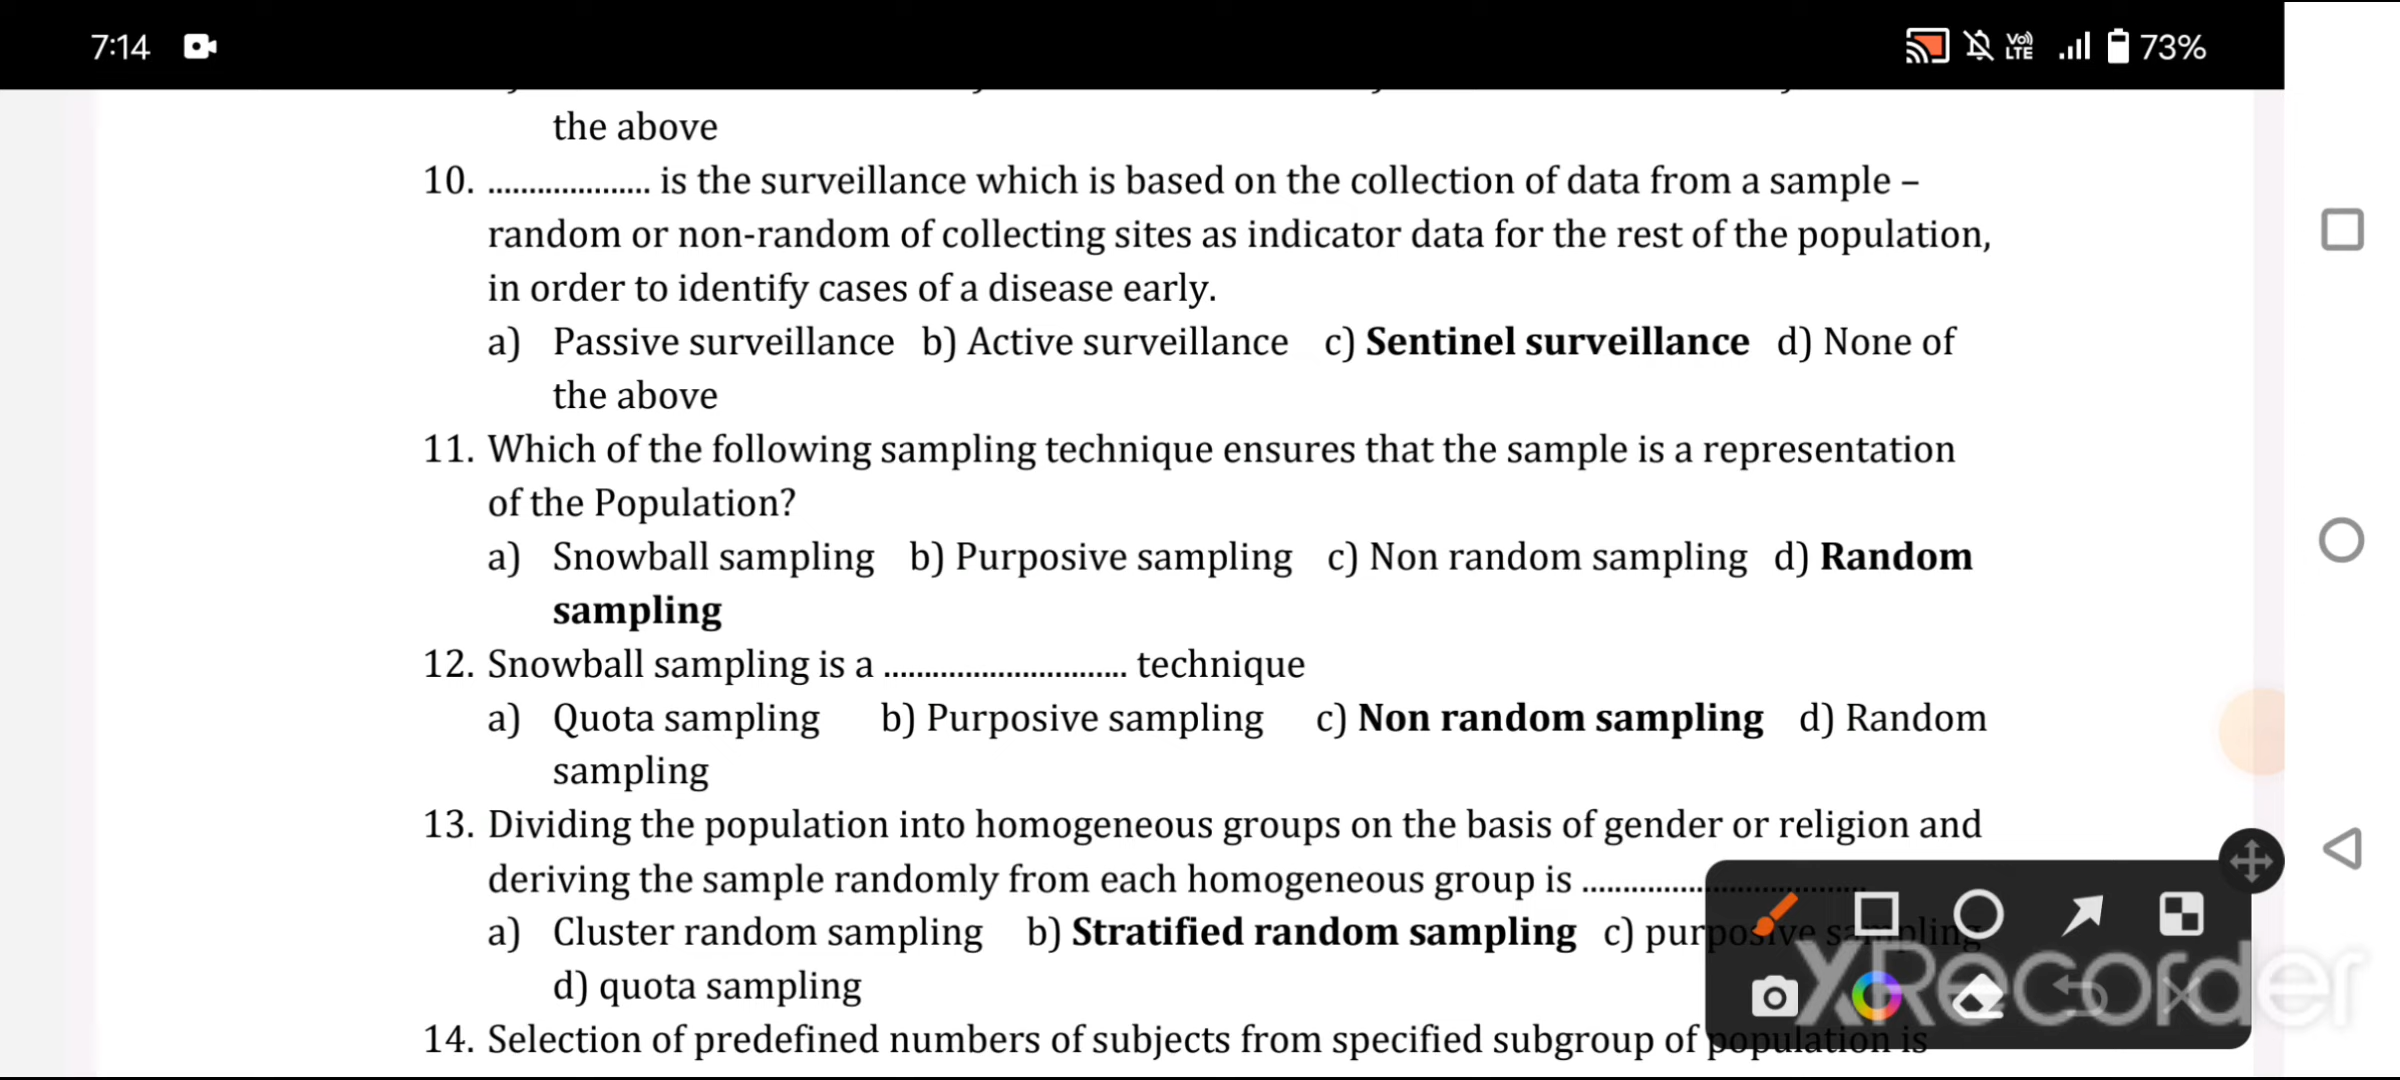 7:14 Vo) LTE 73%
the above
10. .................... is the surveillance which is based on the collection of data from a sample –
random or non-random of collecting sites as indicator data for the rest of the population,
in order to identify cases of a disease early.
a) Passive surveillance b) Active surveillance c) Sentinel surveillance d) None of
the above
11. Which of the following sampling technique ensures that the sample is a representation
of the Population?
a) Snowball sampling b) Purposive sampling c) Non random sampling d) Random
sampling
12. Snowball sampling is a .............................. technique
a) Quota sampling b) Purposive sampling c) Non random sampling d) Random
sampling
13. Dividing the population into homogeneous groups on the basis of gender or religion and
deriving the sample randomly from each homogeneous group is ...................................
a) Cluster random sampling b) Stratified random sampling c) purposive sampling
d) quota sampling
XRecorder
14. Selection of predefined numbers of subjects from specified subgroup of population is